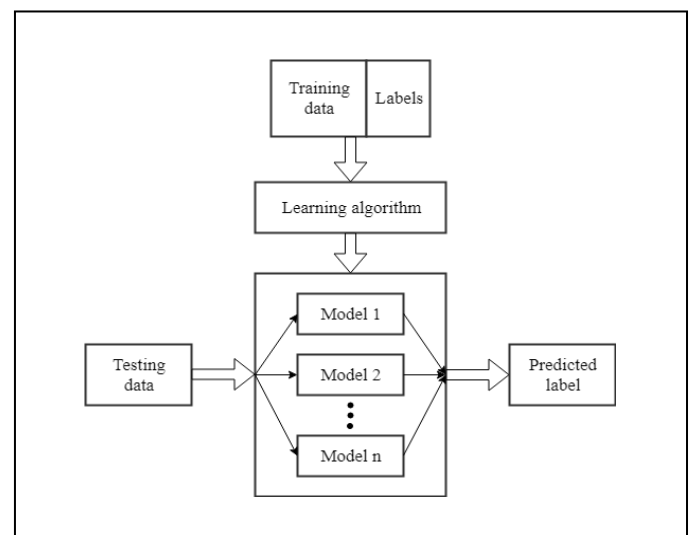 Training
data
Labels
Learning algorithm
Model 1
Testing
data
Model 2
Predicted
label
Model n